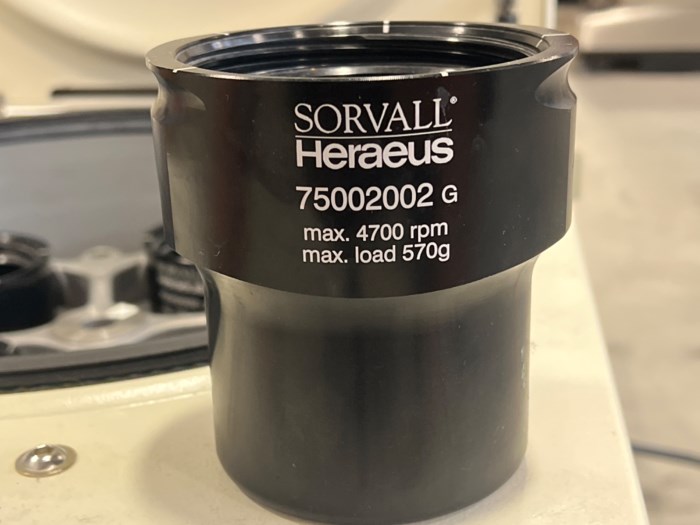 SORVALL®
Heraeus
75002002 G
max. 4700 rpm
max. load 570g